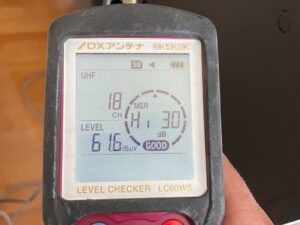 DXアンテナ 2K4K8K
UHF
18 CH
MER
Hi 30 dB
LEVEL
61.6 dBμV
GOOD
LEVEL CHECKER LC60WS